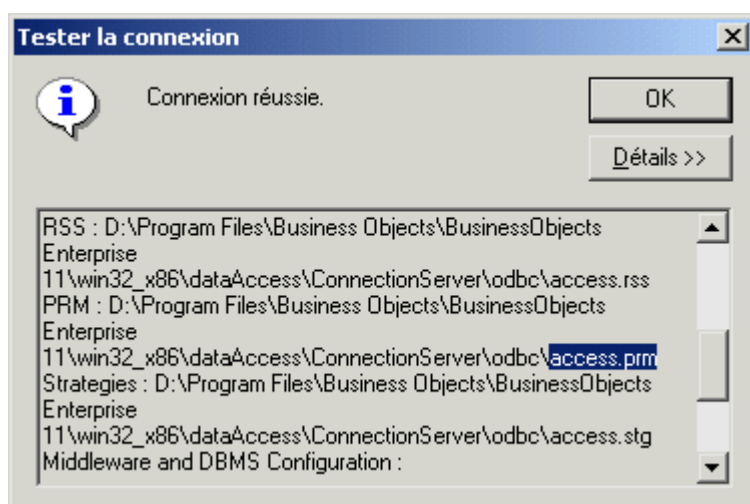 Tester la connexion
Connexion réussie.
OK
Détails >>
RSS : D:\Program Files\Business Objects\BusinessObjects
Enterprise
11\win32_x86\dataAccess\ConnectionServer\odbc\access.rss
PRM : D:\Program Files\Business Objects\BusinessObjects
Enterprise
11\win32_x86\dataAccess\ConnectionServer\odbc\access.prm
Strategies : D:\Program Files\Business Objects\BusinessObjects
Enterprise
11\win32_x86\dataAccess\ConnectionServer\odbc\access.stg
Middleware and DBMS Configuration :